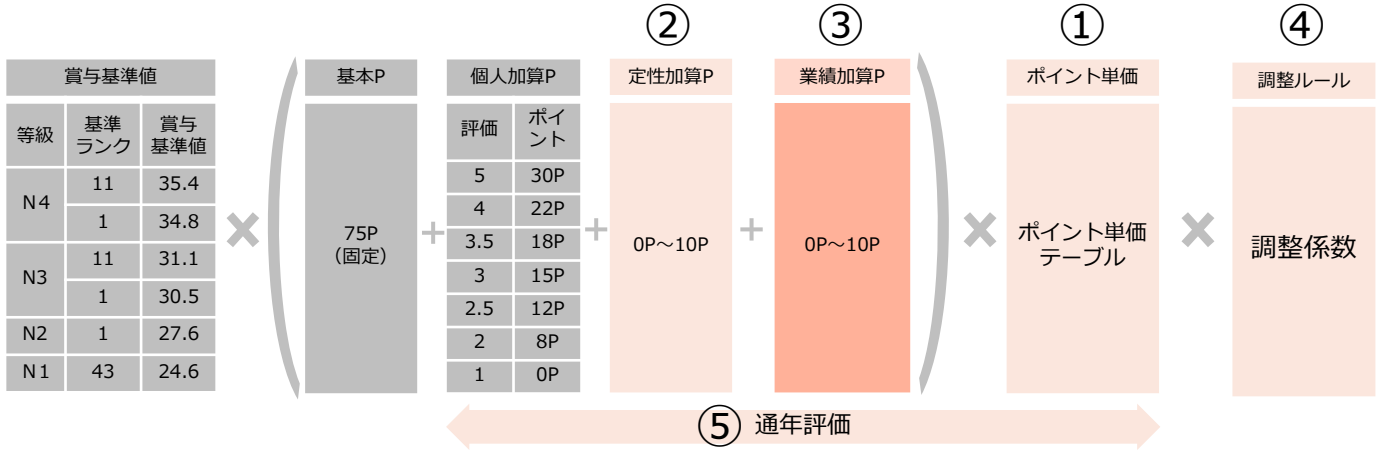 ② ③ ① ④
賞与基準値 基本P 個人加算P 定性加算P 業績加算P ポイント単価 調整ルール
等級 基準ランク 賞与基準値
N4 11 35.4
1 34.8
N3 11 31.1
1 30.5
N2 1 27.6
N1 43 24.6
×
75P
(固定)
+
評価 ポイント
5 30P
4 22P
3.5 18P
3 15P
2.5 12P
2 8P
1 0P
+
0P～10P
+
0P～10P
×
ポイント単価
テーブル
×
調整係数
⑤ 通年評価